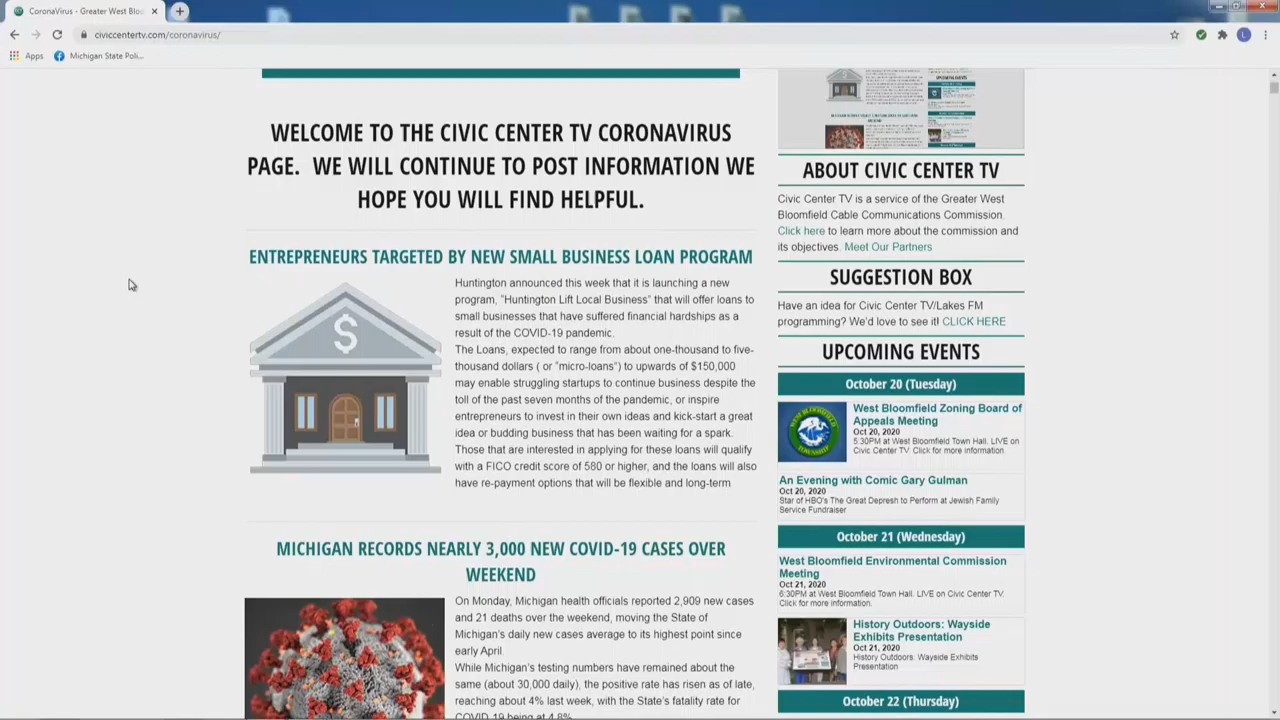 CoronaVirus - Greater West Bloo
civiccentertv.com/coronavirus/
Apps
Michigan State Poli...
L
WELCOME TO THE CIVIC CENTER TV CORONAVIRUS
PAGE. WE WILL CONTINUE TO POST INFORMATION WE
HOPE YOU WILL FIND HELPFUL.
ENTREPRENEURS TARGETED BY NEW SMALL BUSINESS LOAN PROGRAM
$
Huntington announced this week that it is launching a new
program, "Huntington Lift Local Business" that will offer loans to
small businesses that have suffered financial hardships as a
result of the COVID-19 pandemic.
The Loans, expected to range from about one-thousand to five-
thousand dollars ( or "micro-loans") to upwards of $150,000
may enable struggling startups to continue business despite the
toll of the past seven months of the pandemic, or inspire
entrepreneurs to invest in their own ideas and kick-start a great
idea or budding business that has been waiting for a spark.
Those that are interested in applying for these loans will qualify
with a FICO credit score of 580 or higher, and the loans will also
have re-payment options that will be flexible and long-term
MICHIGAN RECORDS NEARLY 3,000 NEW COVID-19 CASES OVER
WEEKEND
On Monday, Michigan health officials reported 2,909 new cases
and 21 deaths over the weekend, moving the State of
Michigan's daily new cases average to its highest point since
early April.
While Michigan's testing numbers have remained about the
same (about 30,000 daily), the positive rate has risen as of late,
reaching about 4% last week, with the State's fatality rate for
COVID-19 being at 4.8%
ABOUT CIVIC CENTER TV
Civic Center TV is a service of the Greater West
Bloomfield Cable Communications Commission.
Click here to learn more about the commission and
its objectives. Meet Our Partners
SUGGESTION BOX
Have an idea for Civic Center TV/Lakes FM
programming? We'd love to see it! CLICK HERE
UPCOMING EVENTS
October 20 (Tuesday)
WEST BLOOMFIELD
TOWNSHIP
West Bloomfield Zoning Board of
Appeals Meeting
Oct 20, 2020
5:30PM at West Bloomfield Town Hall. LIVE on
Civic Center TV. Click for more information.
An Evening with Comic Gary Gulman
Oct 20, 2020
Star of HBO's The Great Depresh to Perform at Jewish Family
Service Fundraiser
October 21 (Wednesday)
West Bloomfield Environmental Commission
Meeting
Oct 21, 2020
6:30PM at West Bloomfield Town Hall. LIVE on Civic Center TV.
Click for more information.
History Outdoors: Wayside
Exhibits Presentation
Oct 21, 2020
History Outdoors: Wayside Exhibits
Presentation
October 22 (Thursday)